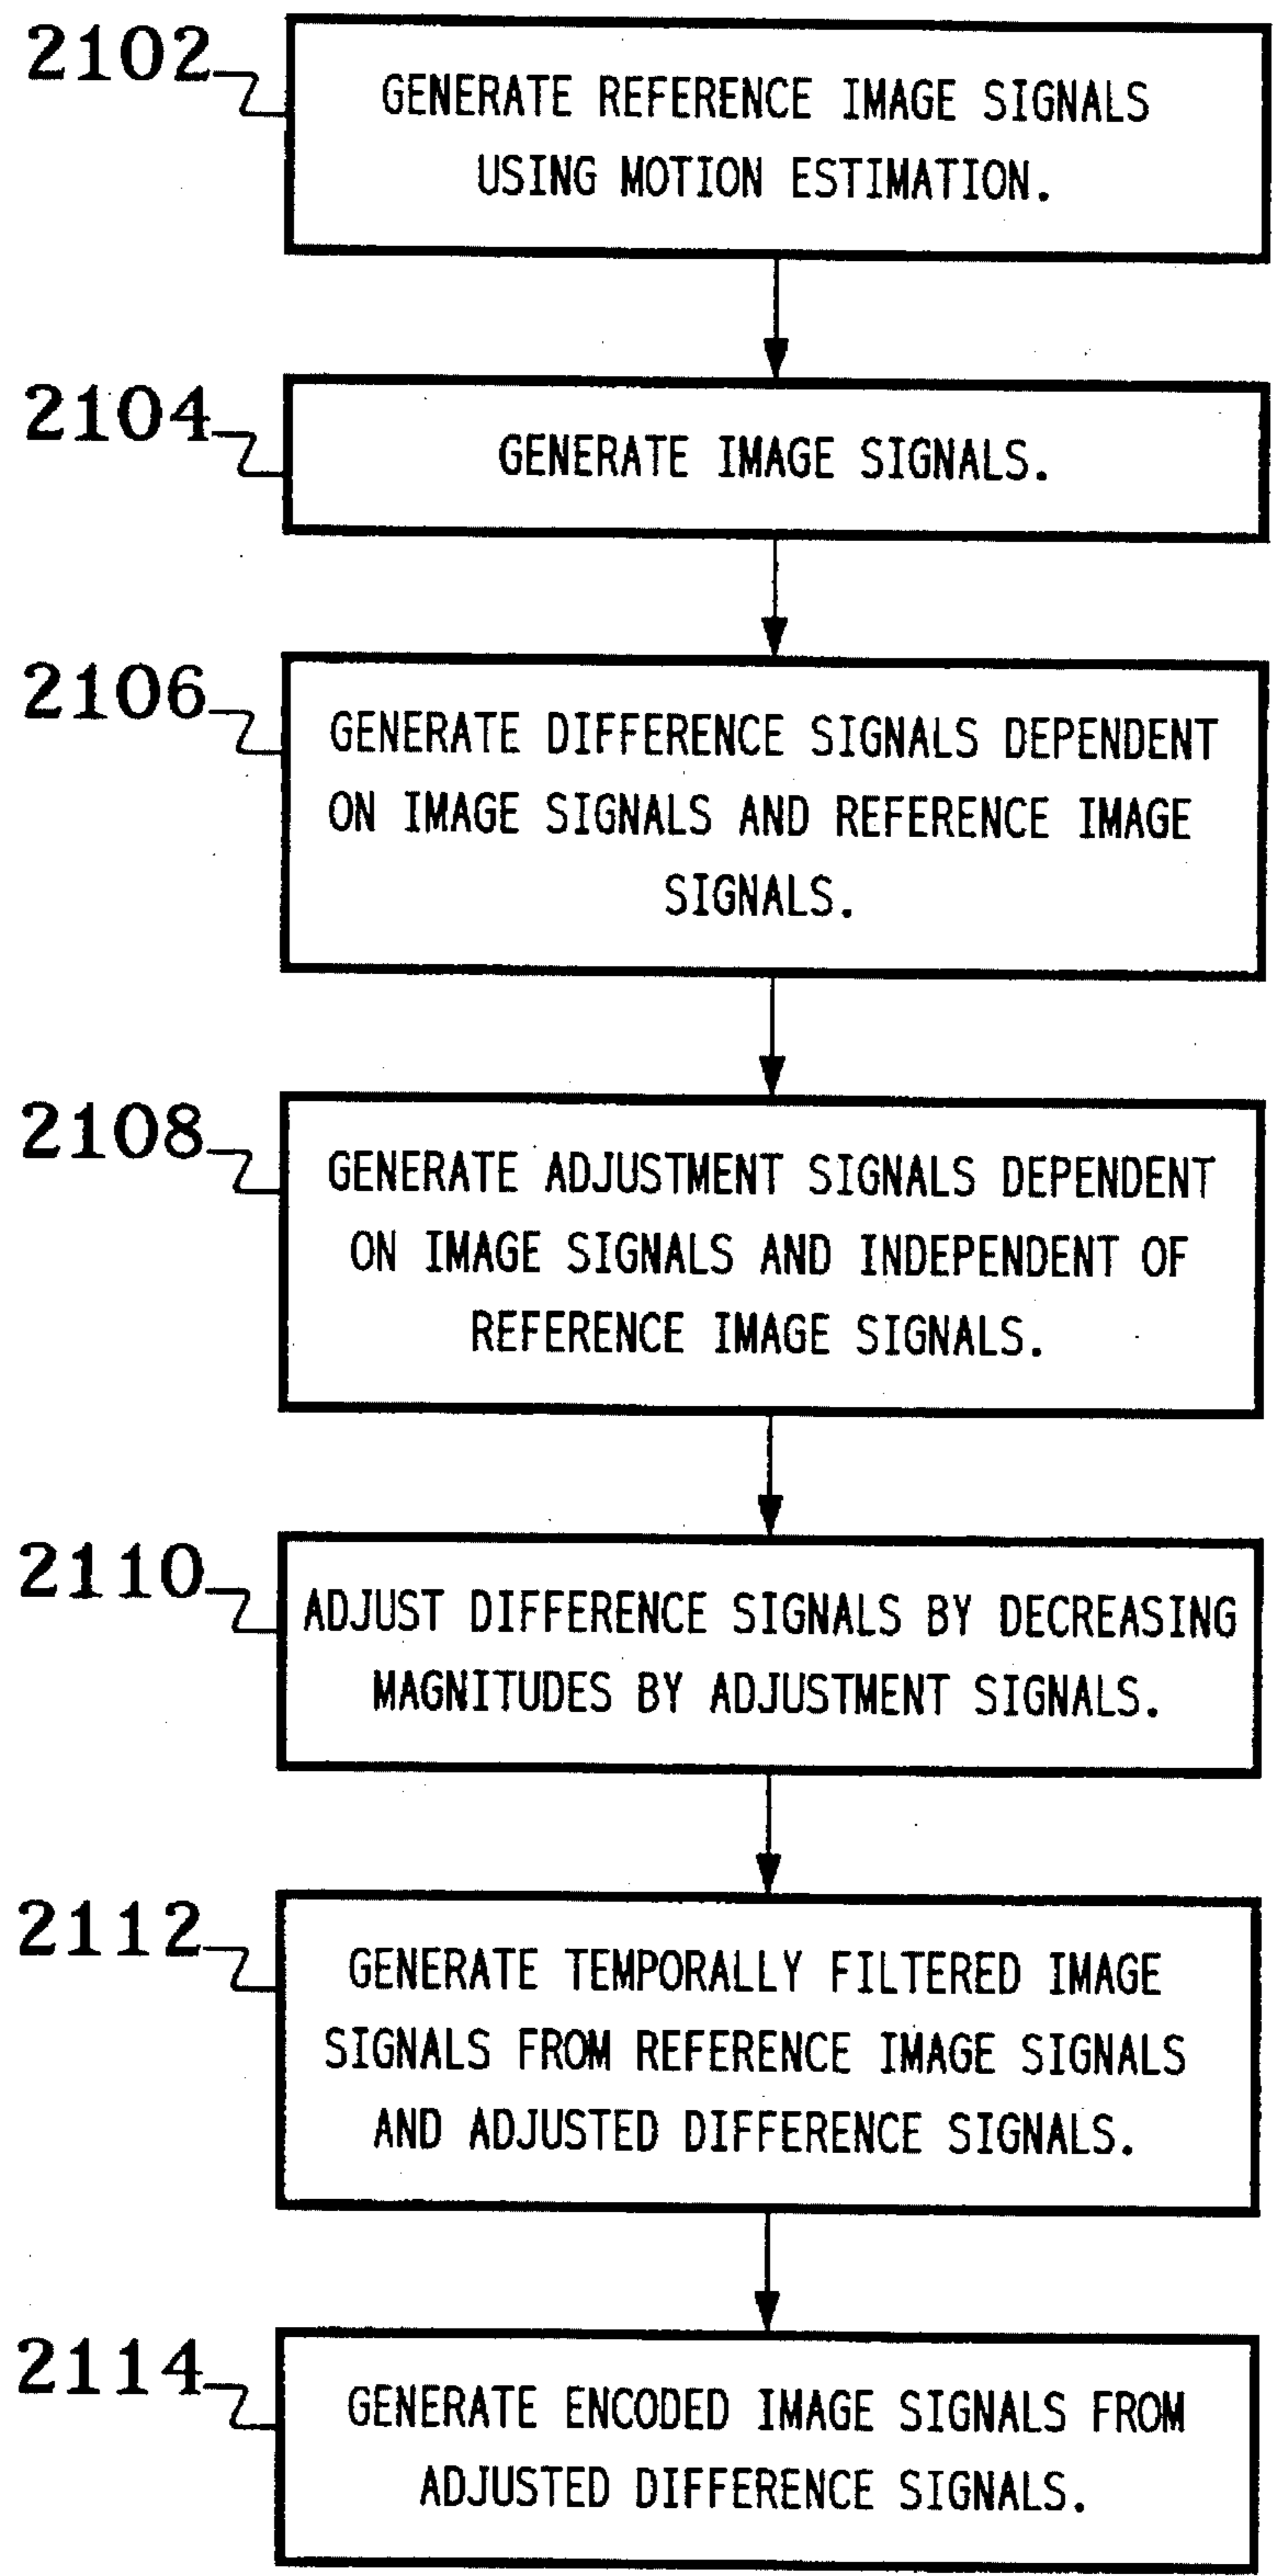 2102
GENERATE REFERENCE IMAGE SIGNALS
USING MOTION ESTIMATION.
2104
GENERATE IMAGE SIGNALS.
2106
GENERATE DIFFERENCE SIGNALS DEPENDENT
ON IMAGE SIGNALS AND REFERENCE IMAGE
SIGNALS.
2108
GENERATE ADJUSTMENT SIGNALS DEPENDENT
ON IMAGE SIGNALS AND INDEPENDENT OF
REFERENCE IMAGE SIGNALS.
2110
ADJUST DIFFERENCE SIGNALS BY DECREASING
MAGNITUDES BY ADJUSTMENT SIGNALS.
2112
GENERATE TEMPORALLY FILTERED IMAGE
SIGNALS FROM REFERENCE IMAGE SIGNALS
AND ADJUSTED DIFFERENCE SIGNALS.
2114
GENERATE ENCODED IMAGE SIGNALS FROM
ADJUSTED DIFFERENCE SIGNALS.